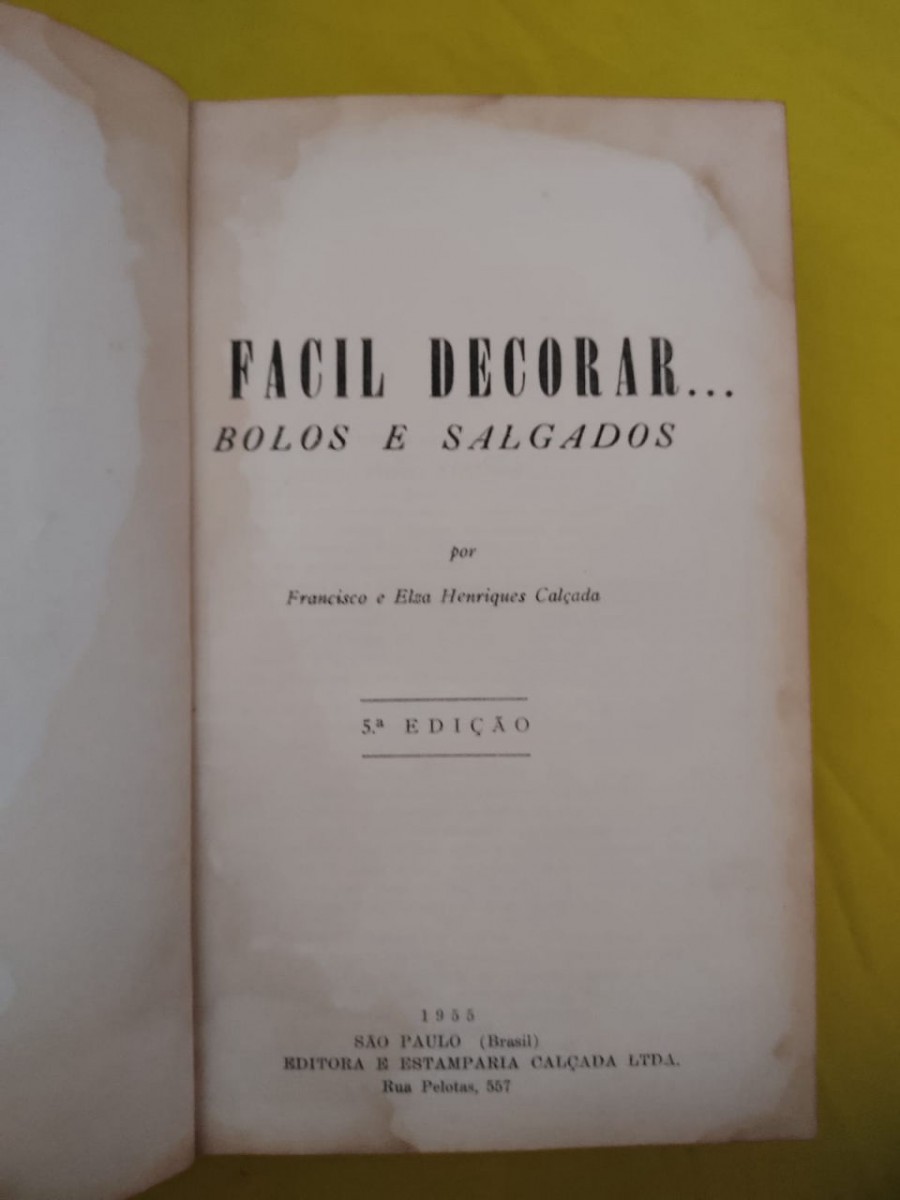 FACIL DECORAR...
BOLOS E SALGADOS
por
Francisco e Elza Henriques Calçada
5.ª EDIÇÃO
1955
SÃO PAULO (Brasil)
EDITORA E ESTAMPARIA CALÇADA LTDA.
Rua Pelotas, 557